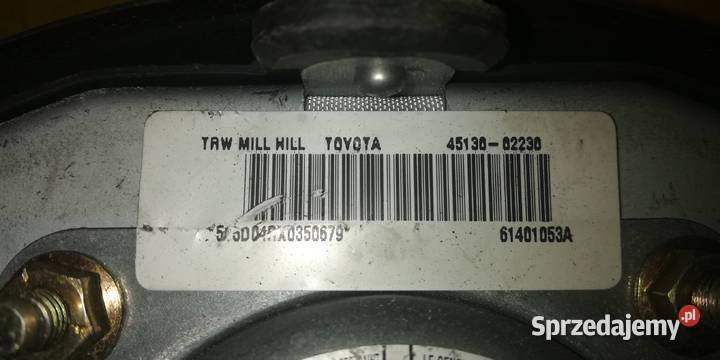 TRW MILL HILL TOYOTA 45130-02230
61401053A
Sprzedajemy.pl